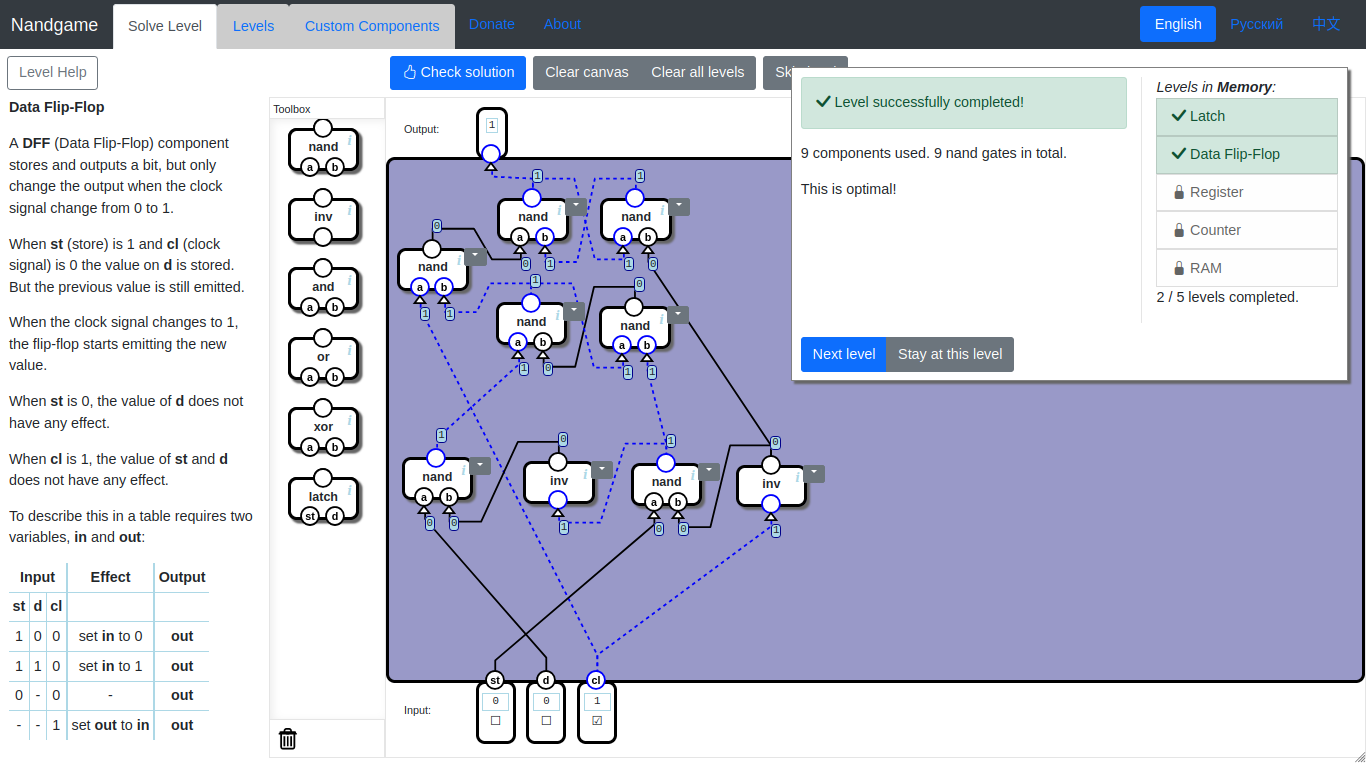 Nandgame
Solve Level
Levels
Custom Components
Donate
About
English
Русский
中文
Level Help
Check solution
Clear canvas
Clear all levels
Data Flip-Flop
A DFF (Data Flip-Flop) component
stores and outputs a bit, but only
change the output when the clock
signal change from 0 to 1.
When st (store) is 1 and cl (clock
signal) is 0 the value on d is stored.
But the previous value is still emitted.
When the clock signal changes to 1,
the flip-flop starts emitting the new
value.
When st is 0, the value of d does not
have any effect.
When cl is 1, the value of st and d
does not have any effect.
To describe this in a table requires two
variables, in and out:
Input Effect Output
st d cl
1 0 0 set in to 0 out
1 1 0 set in to 1 out
0 - 0 - out
- - 1 set out to in out
Toolbox
nand
i
a b
inv
i
and
i
a b
or
i
a b
xor
i
a b
latch
i
st d
Output:
1
1 1
nand i nand i
a b a b
0 1 1 0
0
nand i
a b
1 1
1 0
nand i nand i
a b a b
1 0 1 1
1 0 1 0
nand i inv i nand i inv i
a b a b
0 0 1 0 0 1
st d cl
Input:
0 0 1
Level successfully completed!
9 components used. 9 nand gates in total.
This is optimal!
Next level
Stay at this level
Levels in Memory:
Latch
Data Flip-Flop
Register
Counter
RAM
2 / 5 levels completed.